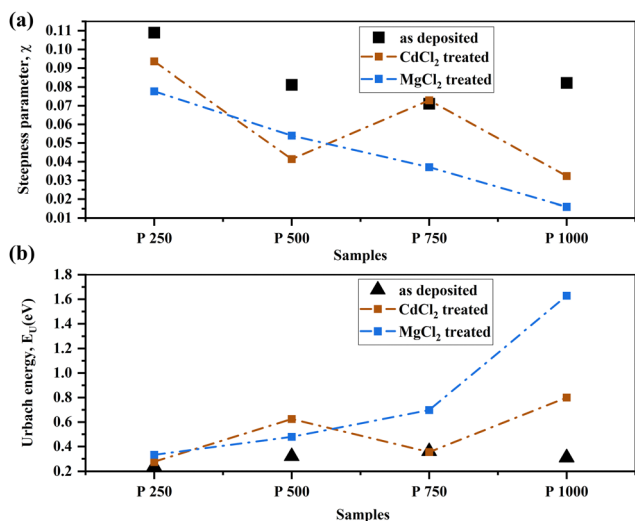 (a)
Steepness parameter, χ
0.11
0.10
0.09
0.08
0.07
0.06
0.05
0.04
0.03
0.02
0.01
as deposited
CdCl₂ treated
MgCl₂ treated
P 250
P 500
P 750
P 1000
Samples
(b)
Urbach energy, E_U(eV)
1.8
1.6
1.4
1.2
1.0
0.8
0.6
0.4
0.2
as deposited
CdCl₂ treated
MgCl₂ treated
P 250
P 500
P 750
P 1000
Samples